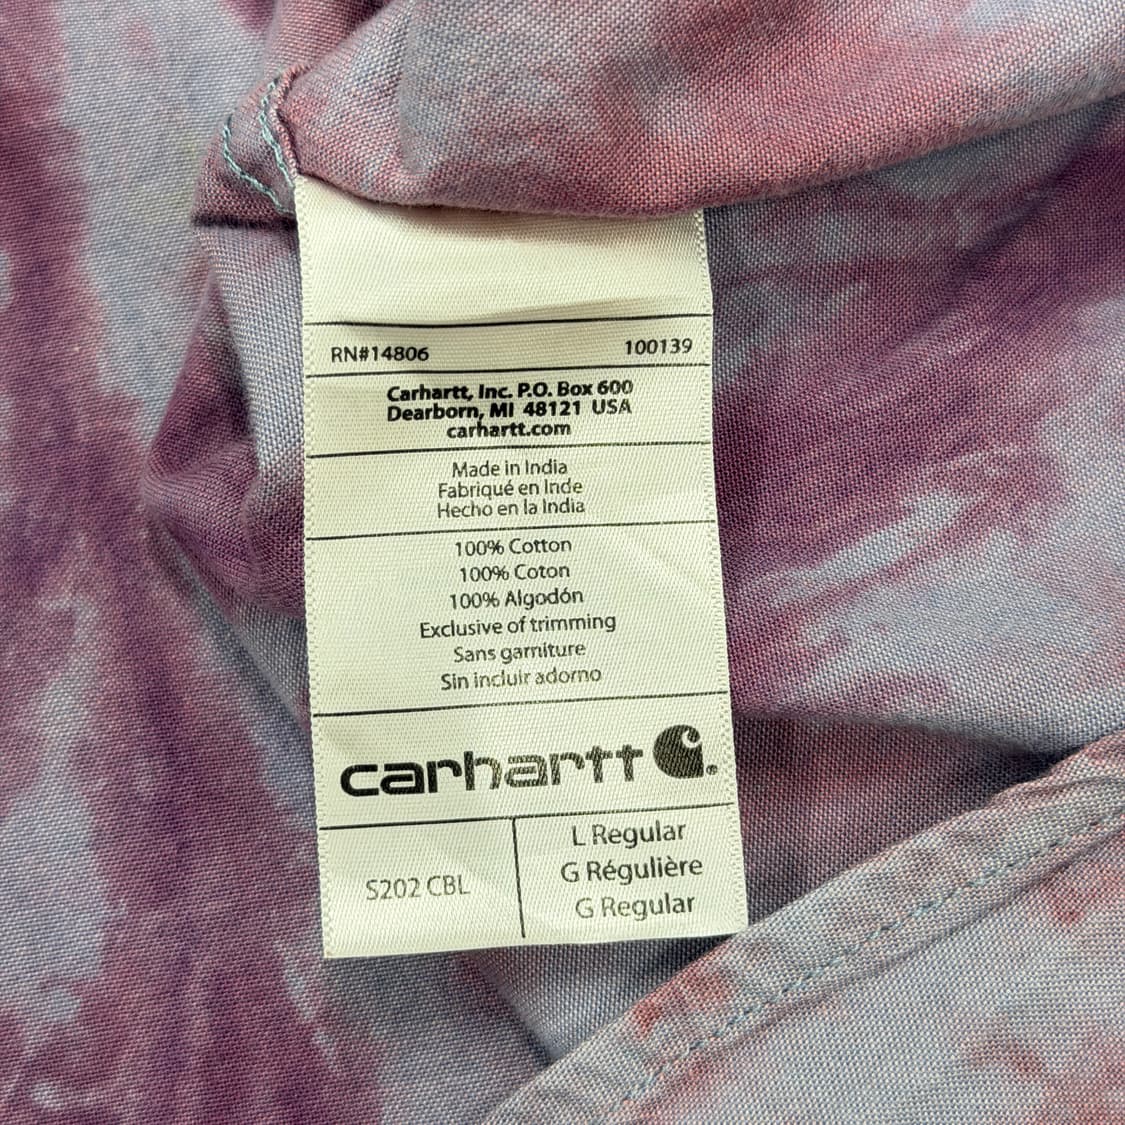 RN#14806 100139
Carhartt, Inc. P.O. Box 600
Dearborn, MI 48121 USA
carhartt.com
Made in India
Fabriqué en Inde
Hecho en la India
100% Cotton
100% Coton
100% Algodón
Exclusive of trimming
Sans garniture
Sin incluir adorno
carhartt
S202 CBL
L Regular
G Régulière
G Regular